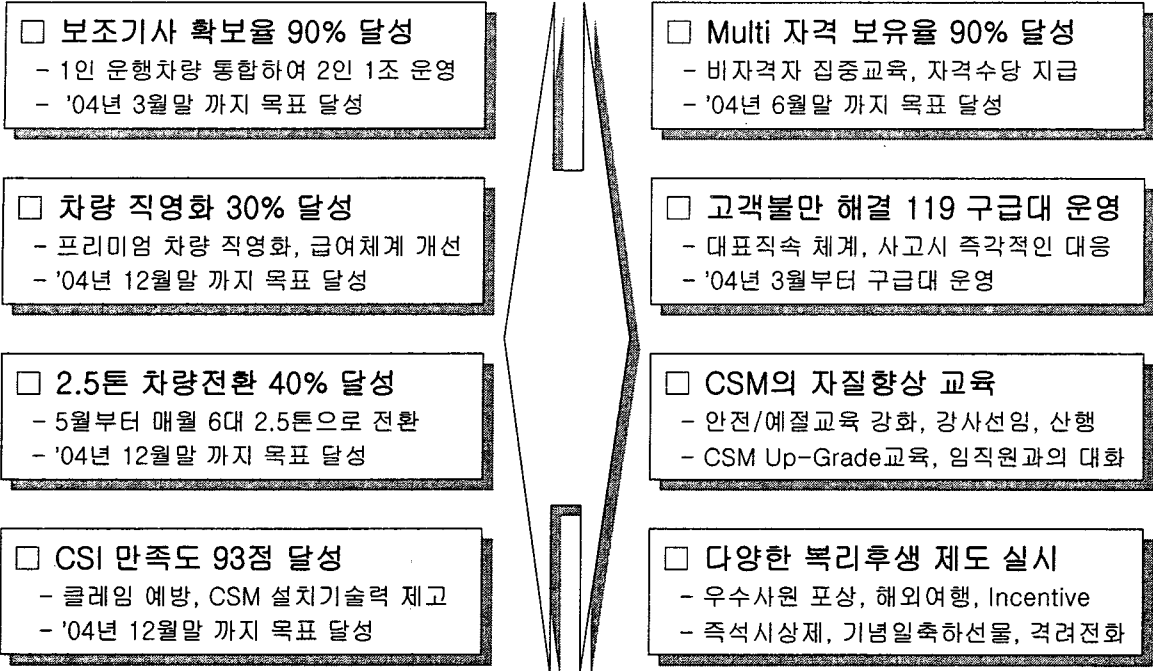 □ 보조기사 확보율 90% 달성
- 1인 운행차량 통합하여 2인 1조 운영
- '04년 3월말 까지 목표 달성
□ 차량 직영화 30% 달성
- 프리미엄 차량 직영화, 급여체계 개선
- '04년 12월말 까지 목표 달성
□ 2.5톤 차량전환 40% 달성
- 5월부터 매월 6대 2.5톤으로 전환
- '04년 12월말 까지 목표 달성
□ CSI 만족도 93점 달성
- 클레임 예방, CSM 설치기술력 제고
- '04년 12월말 까지 목표 달성
□ Multi 자격 보유율 90% 달성
- 비자격자 집중교육, 자격수당 지급
- '04년 6월말 까지 목표 달성
□ 고객불만 해결 119 구급대 운영
- 대표직속 체계, 사고시 즉각적인 대응
- '04년 3월부터 구급대 운영
□ CSM의 자질향상 교육
- 안전/예절교육 강화, 강사선임, 산행
- CSM Up-Grade교육, 임직원과의 대화
□ 다양한 복리후생 제도 실시
- 우수사원 포상, 해외여행, Incentive
- 즉석시상제, 기념일축하선물, 격려전화